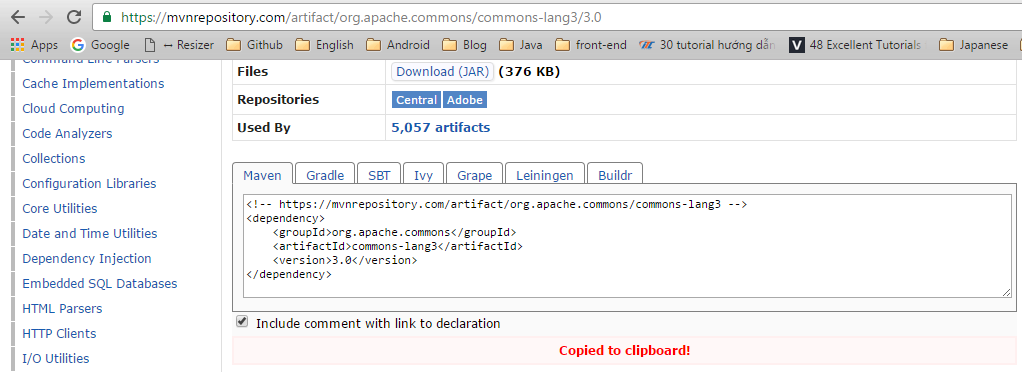 https://mvnrepository.com/artifact/org.apache.commons/commons-lang3/3.0
Apps Google ↔ Resizer Github English Android Blog Java front-end 30 tutorial hướng dẫn 48 Excellent Tutorials Japanese
Command Line Parsers
Cache Implementations
Cloud Computing
Code Analyzers
Collections
Configuration Libraries
Core Utilities
Date and Time Utilities
Dependency Injection
Embedded SQL Databases
HTML Parsers
HTTP Clients
I/O Utilities
Files Download (JAR) (376 KB)
Repositories Central Adobe
Used By 5,057 artifacts
Maven Gradle SBT Ivy Grape Leiningen Buildr
<!-- https://mvnrepository.com/artifact/org.apache.commons/commons-lang3 -->
<dependency>
    <groupId>org.apache.commons</groupId>
    <artifactId>commons-lang3</artifactId>
    <version>3.0</version>
</dependency>
Include comment with link to declaration
Copied to clipboard!